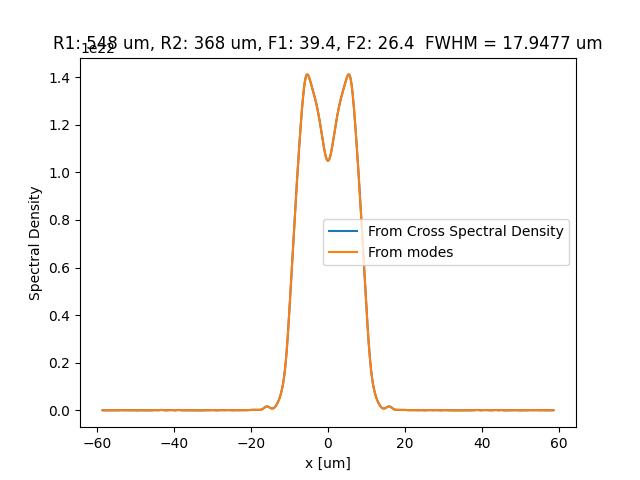 R1: 548 um, R2: 368 um, F1: 39.4, F2: 26.4  FWHM = 17.9477 um
1e22
1.4
1.2
1.0
0.8
0.6
0.4
0.2
0.0
Spectral Density
From Cross Spectral Density
From modes
−60 −40 −20 0 20 40 60
x [um]